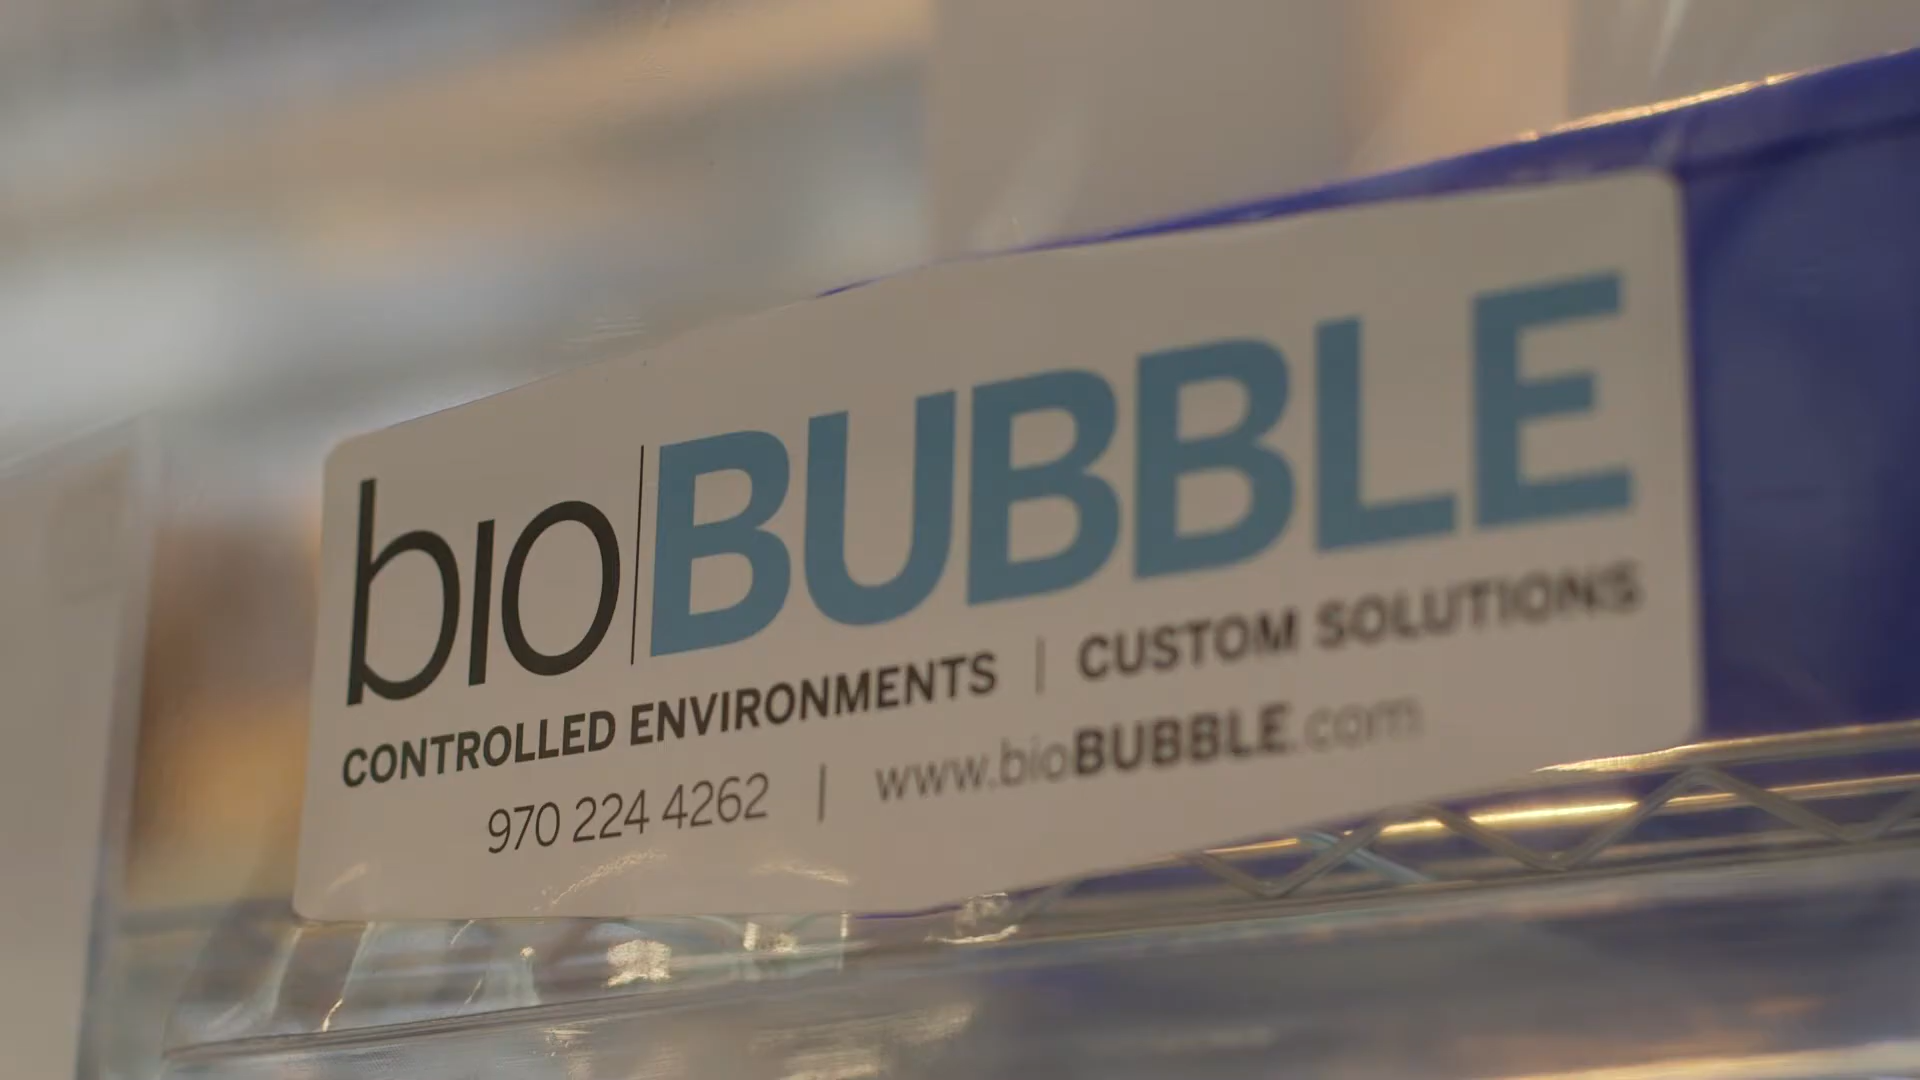 bio|BUBBLE
CONTROLLED ENVIRONMENTS | CUSTOM SOLUTIONS
970 224 4262 | www.bioBUBBLE.com